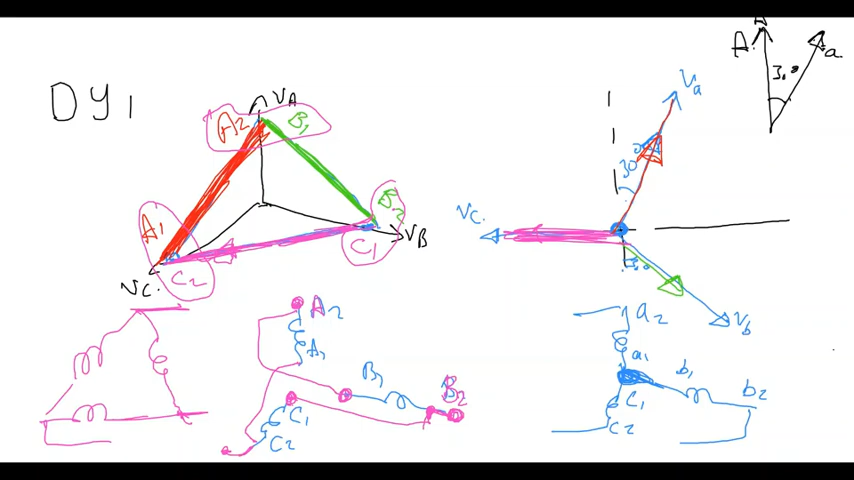 DY1
VA
A2
B1
A1
B2
C1
VB
C2
VC.
A
A.
a
30°
Va
30
VC.
30
Vb
A2
A1
B1
B2
C1
C2
a2
a1
b1
b2
C1
C2